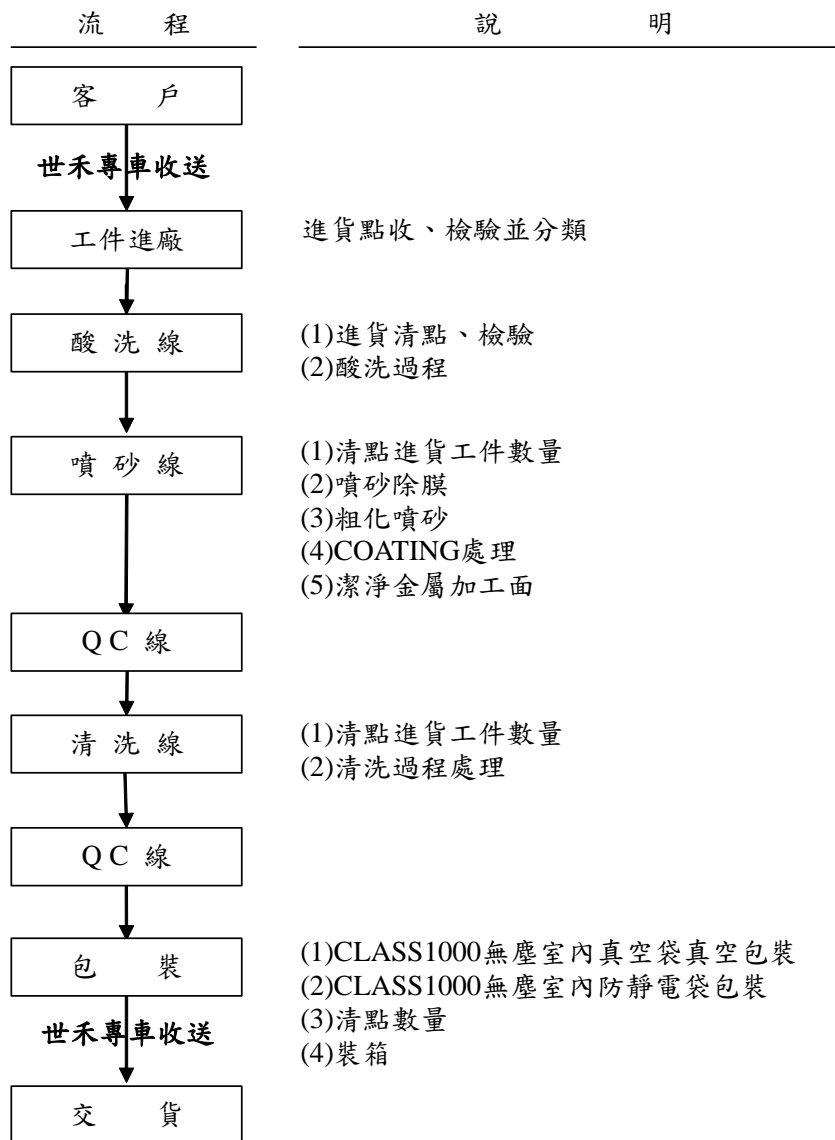 流 程 說 明
客 戶
世禾專車收送
工件進廠 進貨點收、檢驗並分類
酸 洗 線 (1)進貨清點、檢驗
(2)酸洗過程
噴 砂 線 (1)清點進貨工件數量
(2)噴砂除膜
(3)粗化噴砂
(4)COATING處理
(5)潔淨金屬加工面
Q C 線
清 洗 線 (1)清點進貨工件數量
(2)清洗過程處理
Q C 線
包 裝 (1)CLASS1000無塵室內真空袋真空包裝
(2)CLASS1000無塵室內防靜電袋包裝
世禾專車收送 (3)清點數量
(4)裝箱
交 貨